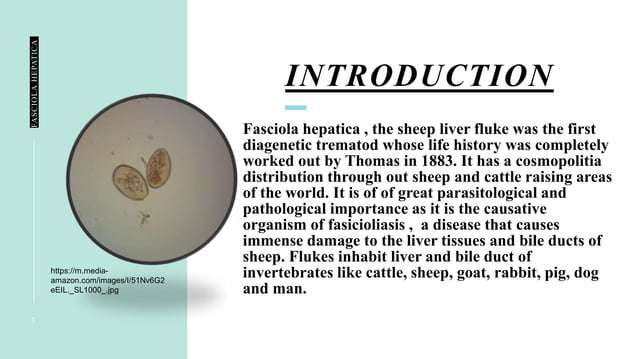 FASCIOLA HEPATICA
INTRODUCTION
Fasciola hepatica , the sheep liver fluke was the first
diagenetic trematod whose life history was completely
worked out by Thomas in 1883. It has a cosmopolitia
distribution through out sheep and cattle raising areas
of the world. It is of of great parasitological and
pathological importance as it is the causative
organism of fasicioliasis , a disease that causes
immense damage to the liver tissues and bile ducts of
sheep. Flukes inhabit liver and bile duct of
invertebrates like cattle, sheep, goat, rabbit, pig, dog
and man.
https://m.media-
amazon.com/images/I/51Nv6G2
eEIL._SL1000_.jpg